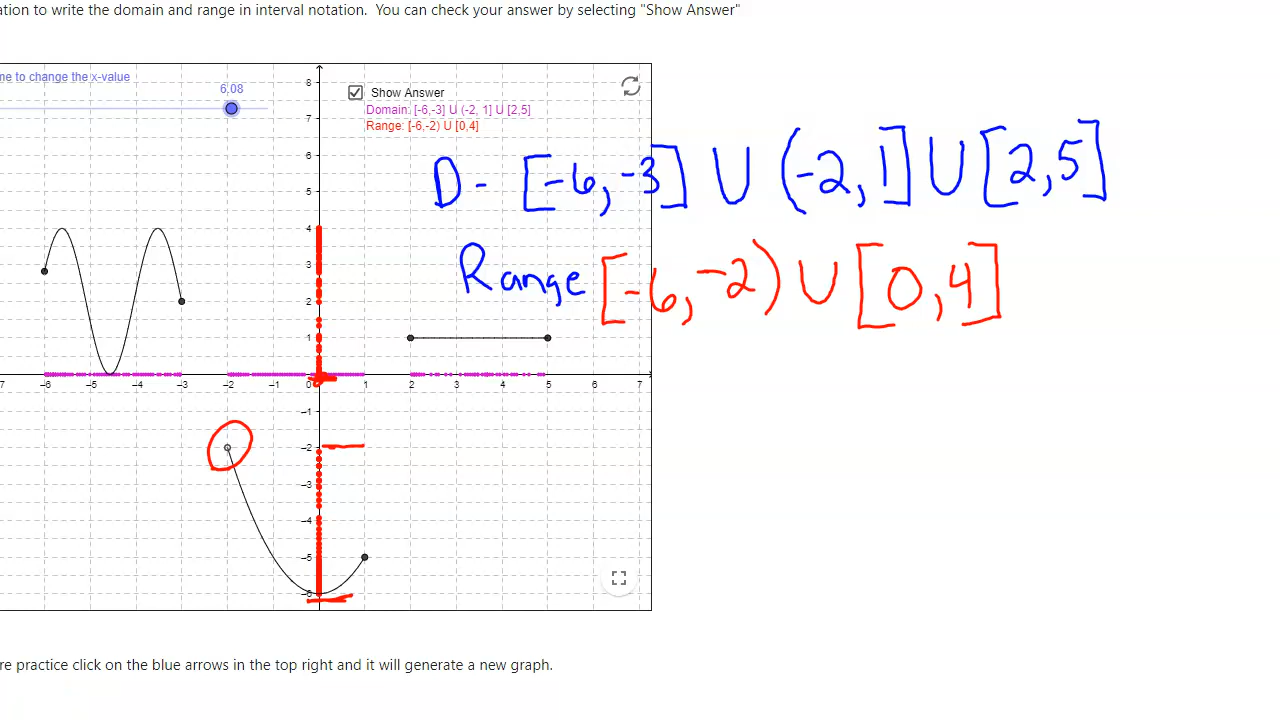 ation to write the domain and range in interval notation. You can check your answer by selecting "Show Answer"
me to change the x-value
6.08
Show Answer
Domain: [-6,-3] U (-2, 1] U [2,5]
Range: [-6,-2) U [0,4]
D - [-6, -3] U (-2, 1] U [2, 5]
Range [-6, -2) U [0, 4]
8
7
6
5
4
3
2
1
7 -6 -5 -4 -3 -2 -1 0 1 2 3 4 5 6 7
-1
-2
-3
-4
-5
-6
re practice click on the blue arrows in the top right and it will generate a new graph.